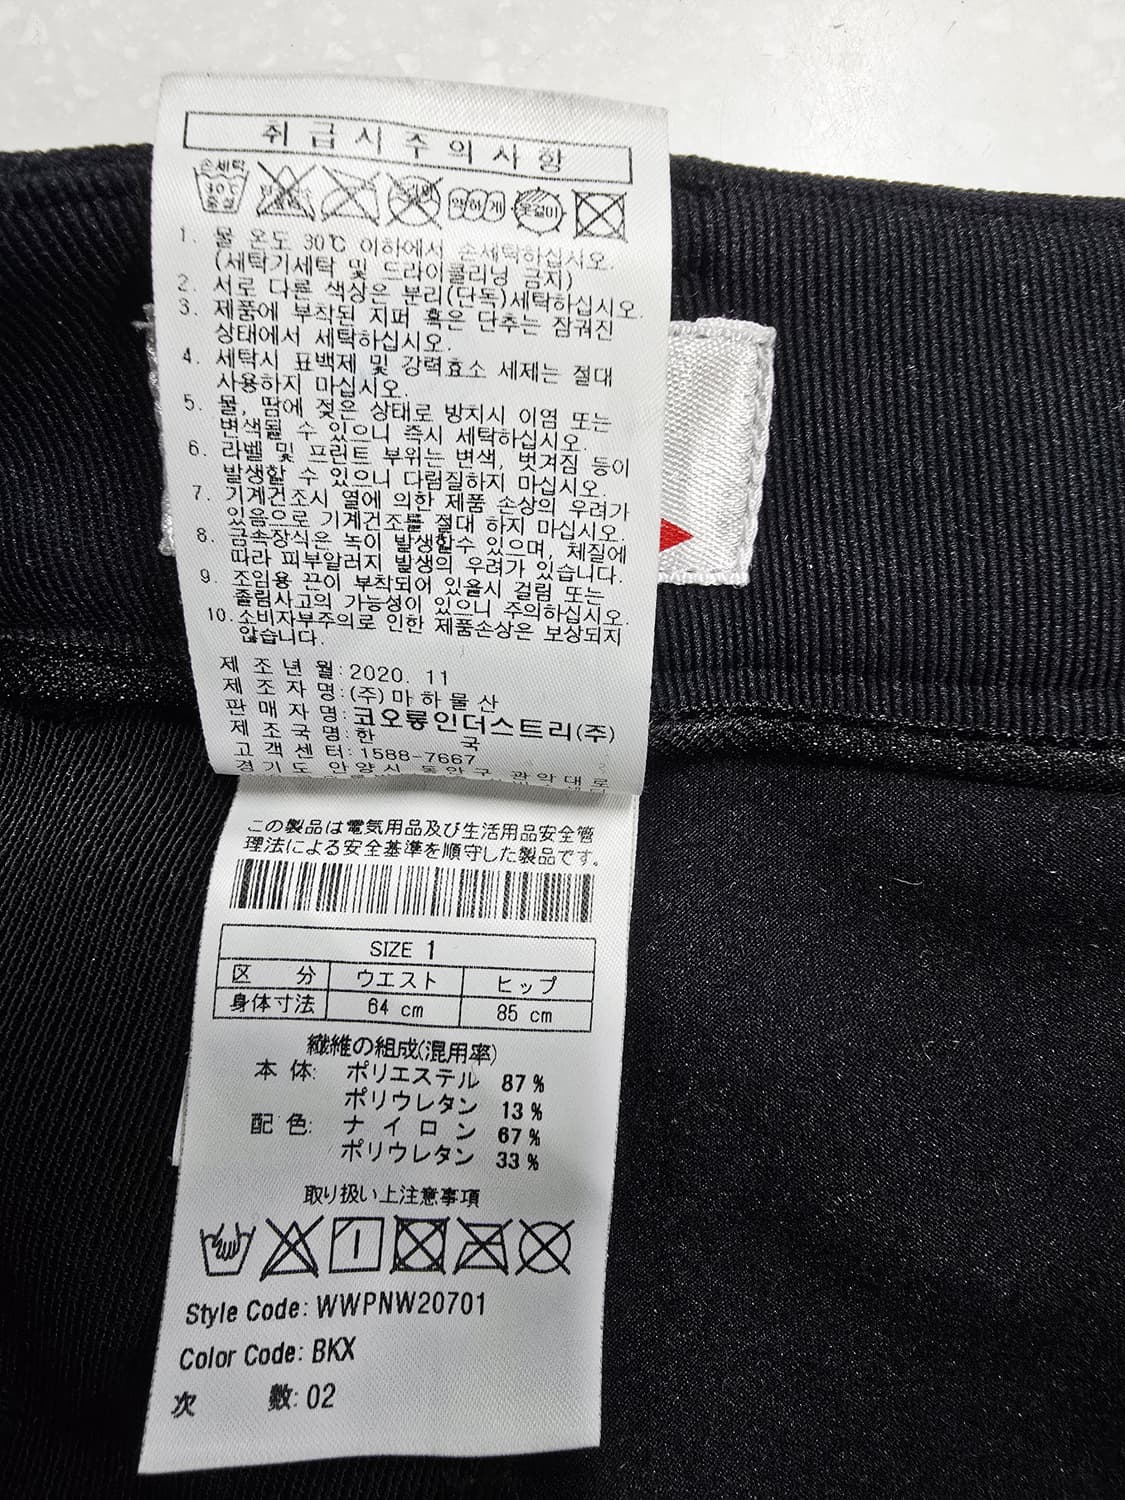 취급시주의사항
손세탁
30℃
중성
약하게
옷걸이
1. 물 온도 30℃ 이하에서 손세탁하십시오.
(세탁기세탁 및 드라이클리닝 금지)
2. 서로 다른 색상은 분리(단독)세탁하십시오.
3. 제품에 부착된 지퍼 혹은 단추는 잠궈진
상태에서 세탁하십시오.
4. 세탁시 표백제 및 강력효소 세제는 절대
사용하지 마십시오.
5. 물, 땀에 젖은 상태로 방치시 이염 또는
변색될 수 있으니 즉시 세탁하십시오.
6. 라벨 및 프린트 부위는 변색, 벗겨짐 등이
발생할 수 있으니 다림질하지 마십시오.
7. 기계건조시 열에 의한 제품 손상의 우려가
있음으로 기계건조를 절대 하지 마십시오.
8. 금속장식은 녹이 발생할수 있으며, 체질에
따라 피부알러지 발생의 우려가 있습니다.
9. 조임용 끈이 부착되어 있을시 걸림 또는
졸림사고의 가능성이 있으니 주의하십시오.
10. 소비자부주의로 인한 제품손상은 보상되지
않습니다.
제 조 년 월: 2020. 11
제 조 자 명: (주)마하물산
판 매 자 명: 코오롱인더스트리(주)
제 조 국 명: 한 국
고 객 센 터: 1588-7667
경기도 안양시 동안구 관악대로
この製品は電気用品及び生活用品安全管
理法による安全基準を順守した製品です。
SIZE 1
区 分 ウエスト ヒップ
身体寸法 64 cm 85 cm
繊維の組成(混用率)
本 体: ポリエステル 87 %
ポリウレタン 13 %
配 色: ナイロン 67 %
ポリウレタン 33 %
取り扱い上注意事項
Style Code: WWPNW20701
Color Code: BKX
次 数: 02